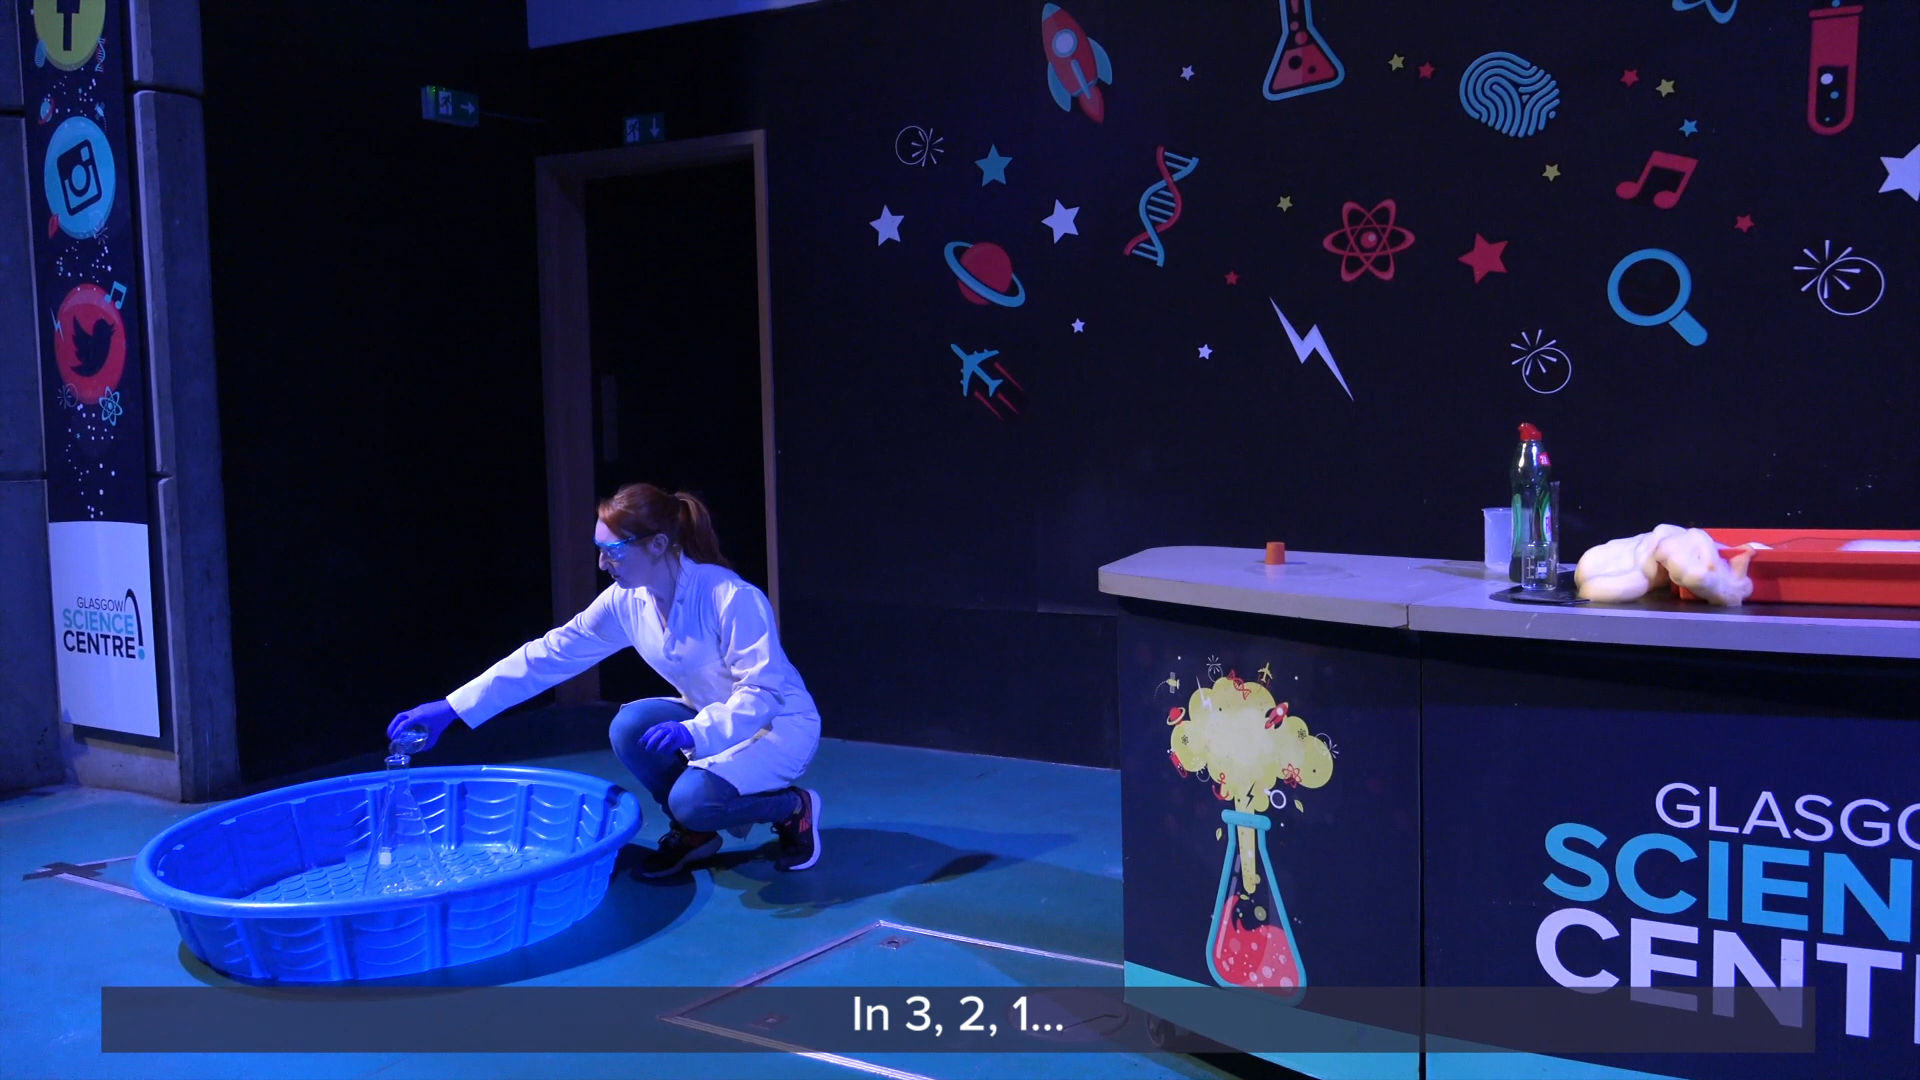 GLASGOW
SCIENCE
CENTRE!
GLASGO
SCIEN
CENT
In 3, 2, 1...